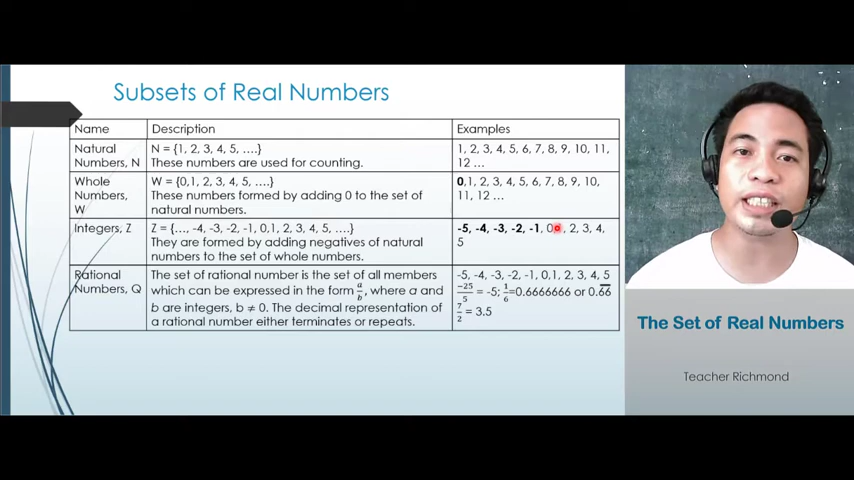 Subsets of Real Numbers
Name Description Examples
Natural Numbers, N
N = {1, 2, 3, 4, 5, ....}
These numbers are used for counting.
1, 2, 3, 4, 5, 6, 7, 8, 9, 10, 11,
12 ...
Whole
Numbers,
W
W = {0,1, 2, 3, 4, 5, ....}
These numbers formed by adding 0 to the set of
natural numbers.
0,1, 2, 3, 4, 5, 6, 7, 8, 9, 10,
11, 12 ...
Integers, Z
Z = {…, -4, -3, -2, -1, 0,1, 2, 3, 4, 5, ....}
They are formed by adding negatives of natural
numbers to the set of whole numbers.
-5, -4, -3, -2, -1, 0, 2, 3, 4,
5
Rational
Numbers, Q
The set of rational number is the set of all members
which can be expressed in the form a/b, where a and
b are integers, b ≠ 0. The decimal representation of
a rational number either terminates or repeats.
-5, -4, -3, -2, -1, 0,1, 2, 3, 4, 5
-25/5 = -5; 1/6=0.6666666 or 0.6̅6̅
7/2 = 3.5
The Set of Real Numbers
Teacher Richmond